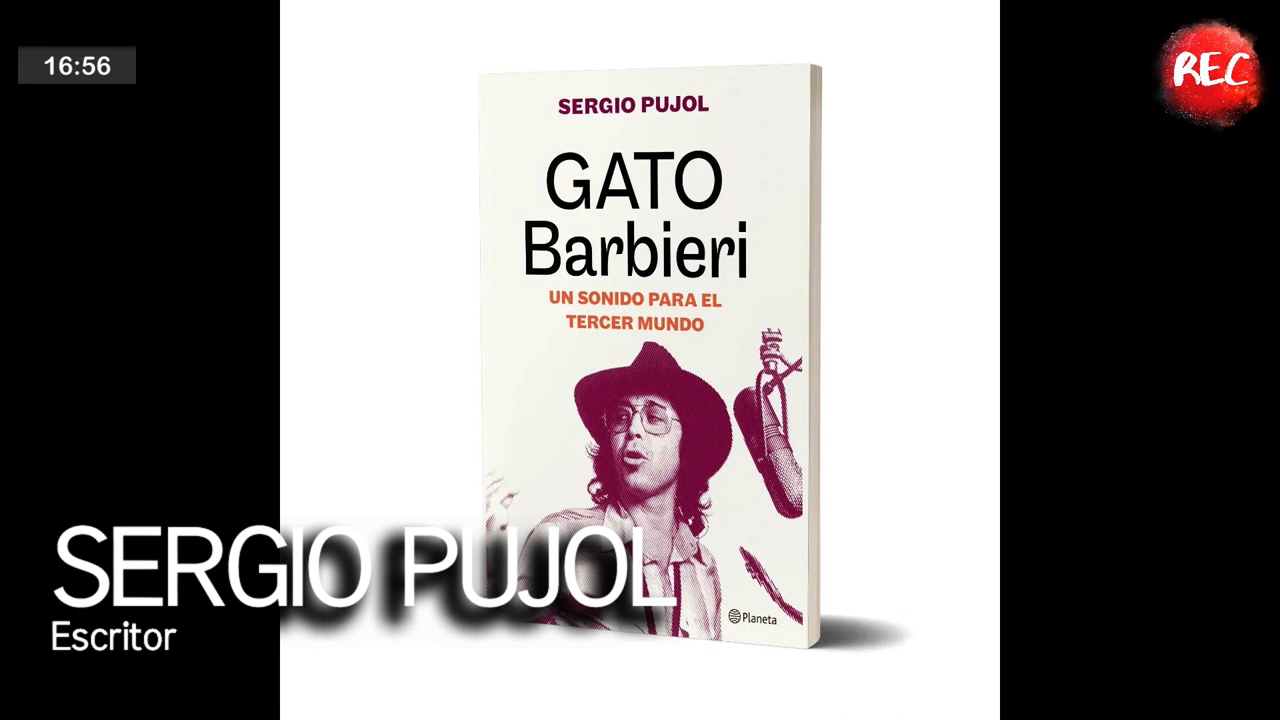 16:56
REC
SERGIO PUJOL
GATO
Barbieri
UN SONIDO PARA EL
TERCER MUNDO
Planeta
SERGIO PUJOL
Escritor